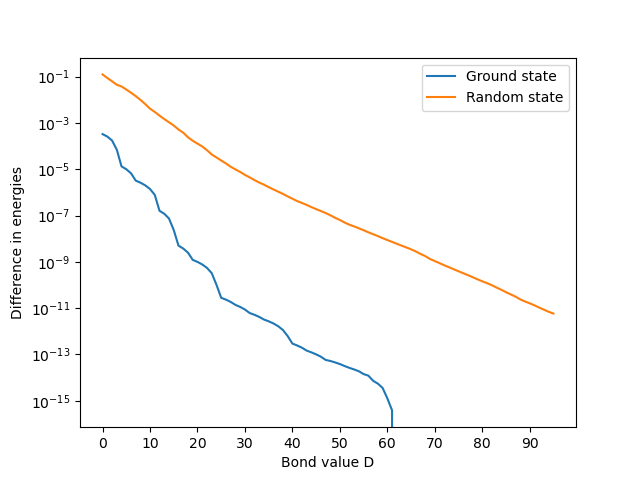 Ground state
Random state
Difference in energies
10⁻¹
10⁻³
10⁻⁵
10⁻⁷
10⁻⁹
10⁻¹¹
10⁻¹³
10⁻¹⁵
0 10 20 30 40 50 60 70 80 90
Bond value D